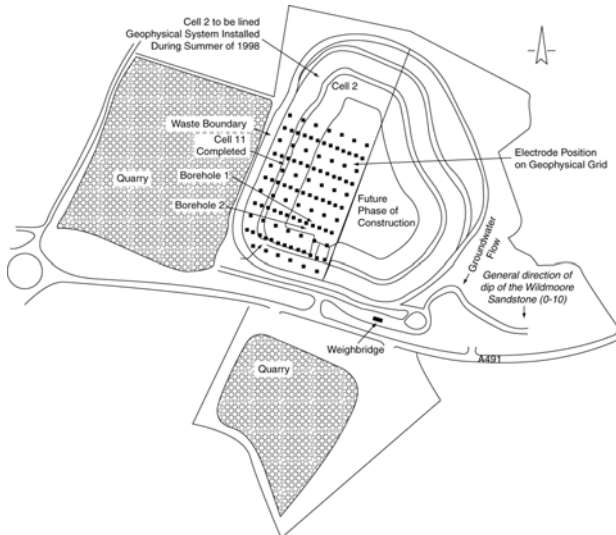 Cell 2 to be lined
Geophysical System Installed
During Summer of 1998
Cell 2
Waste Boundary
Cell 11
Completed
Electrode Position
on Geophysical Grid
Quarry
Borehole 1
Borehole 2
Future
Phase of
Construction
Groundwater
Flow
General direction of
dip of the Wildmoore
Sandstone (0-10)
Weighbridge
A491
Quarry